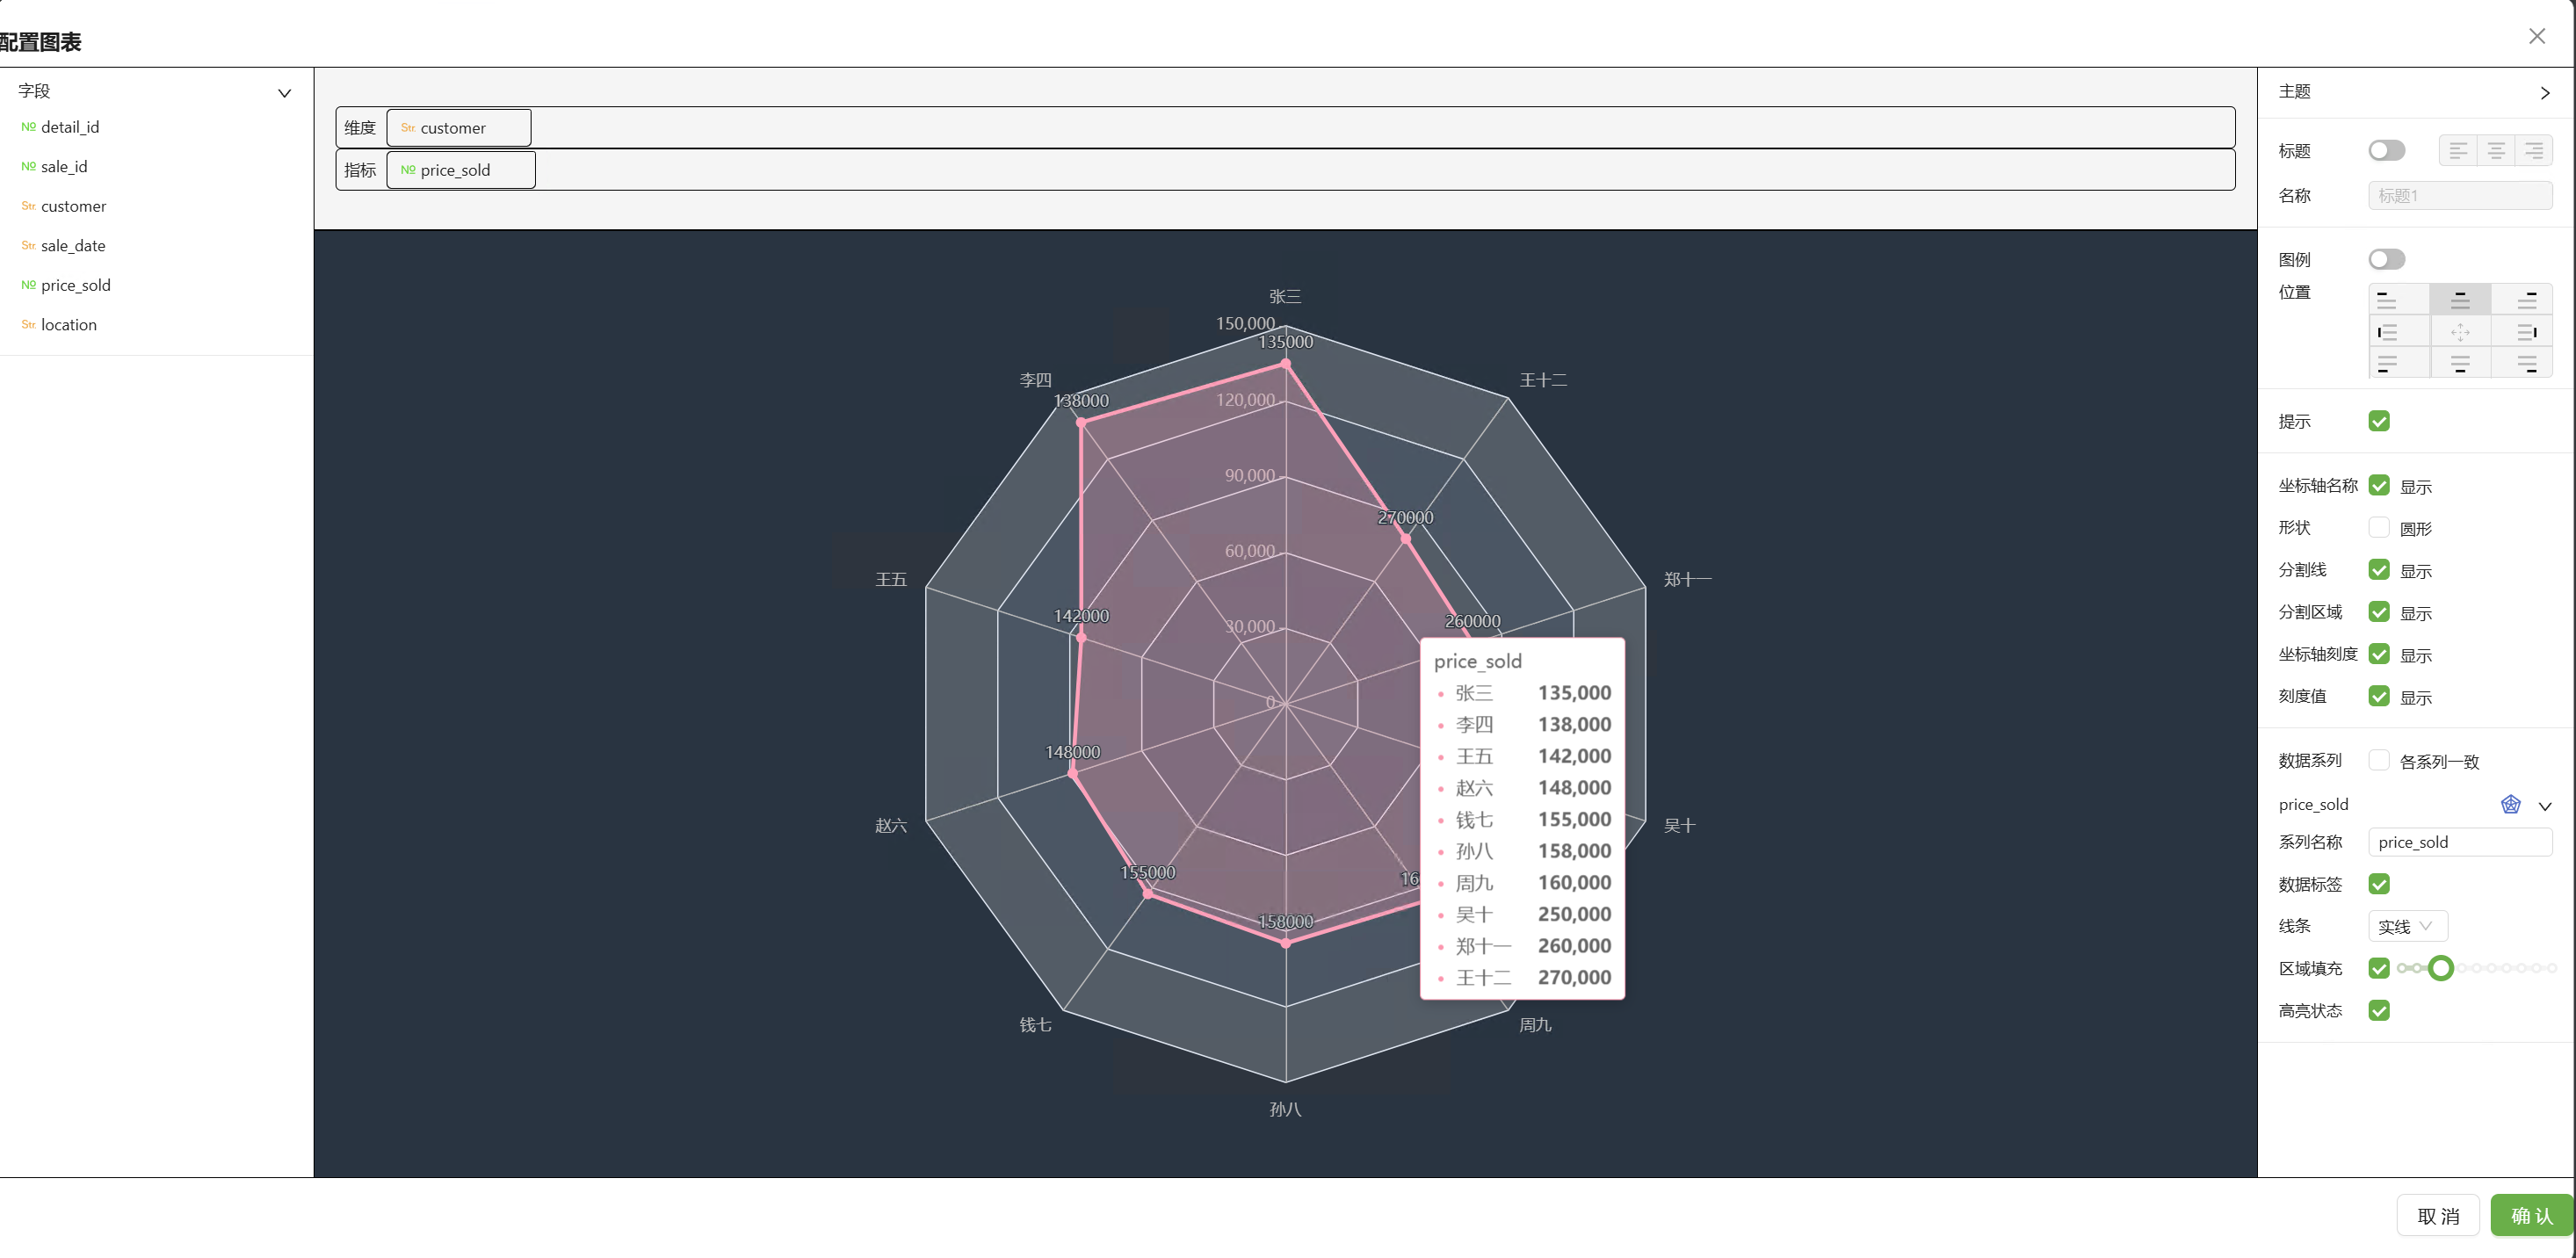 配置图表
字段
№ detail_id
№ sale_id
Str. customer
Str. sale_date
№ price_sold
Str. location
维度 Str. customer
指标 № price_sold
张三
150,000
135000
李四
王十二
138000
120,000
90,000
270000
60,000
王五
郑十一
142000
260000
30,000
0
148000
赵六
吴十
155000
16
158000
钱七
周九
孙八
price_sold
张三 135,000
李四 138,000
王五 142,000
赵六 148,000
钱七 155,000
孙八 158,000
周九 160,000
吴十 250,000
郑十一 260,000
王十二 270,000
主题
标题
名称 标题1
图例
位置
提示
坐标轴名称 显示
形状 圆形
分割线 显示
分割区域 显示
坐标轴刻度 显示
刻度值 显示
数据系列 各系列一致
price_sold
系列名称 price_sold
数据标签
线条 实线
区域填充
高亮状态
取消 确认